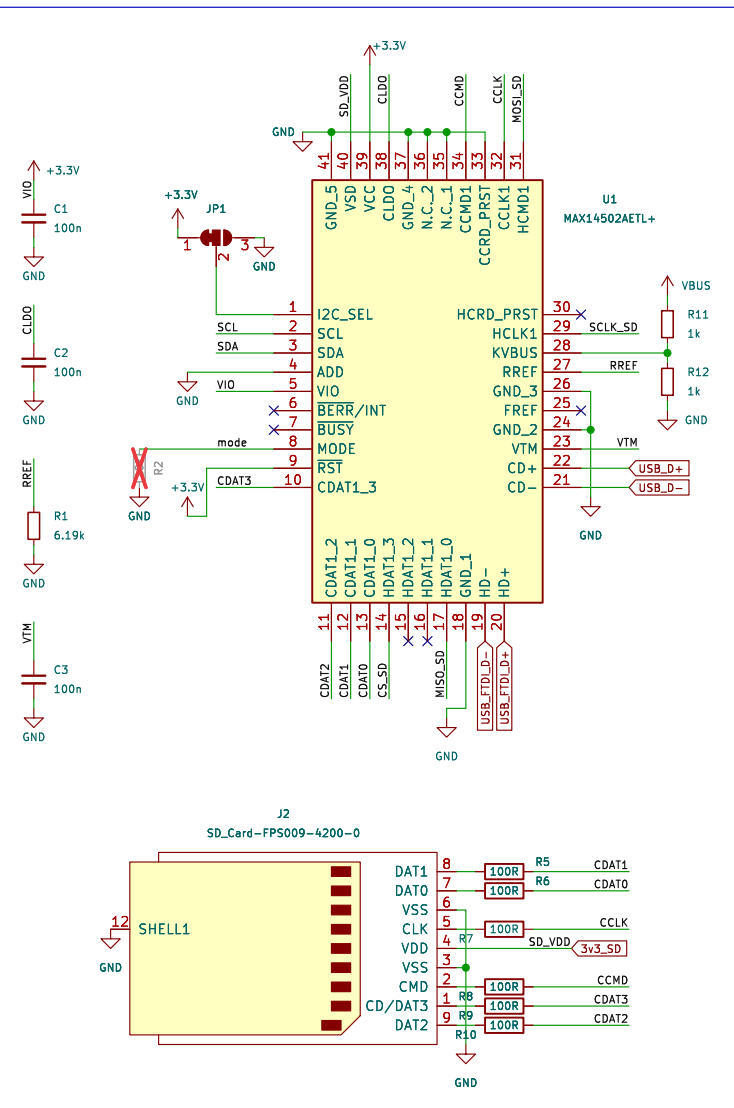 +3.3V
SD_VDD
CLDO
CCMD
CCLK
MOSI_SD
GND
41
40
39
38
37
36
35
34
33
32
31
GND_5
VSD
VCC
CLDO
GND_4
N.C._2
N.C._1
CCMD1
CCRD_PRST
CCLK1
HCMD1
U1
MAX14502AETL+
VIO
+3.3V
C1
100n
GND
+3.3V
JP1
1
2
3
GND
CLDO
C2
100n
GND
RREF
R1
6.19k
GND
VTM
C3
100n
GND
1 I2C_SEL
SCL 2 SCL
SDA 3 SDA
GND 4 ADD
VIO 5 VIO
6 BERR/INT
7 BUSY
mode 8 MODE
9 RST
CDAT3 10 CDAT1_3
R2
GND
+3.3V
HCRD_PRST 30
HCLK1 29 SCLK_SD
KVBUS 28
RREF 27 RREF
GND_3 26
FREF 25
GND_2 24
VTM 23 VTM
CD+ 22 USB_D+
CD- 21 USB_D-
GND
VBUS
R11
1k
R12
1k
GND
CDAT1_2
CDAT1_1
CDAT1_0
HDAT1_3
HDAT1_2
HDAT1_1
HDAT1_0
GND_1
HD-
HD+
11
12
13
14
15
16
17
18
19
20
CDAT2
CDAT1
CDAT0
CS_SD
MISO_SD
USB_FTDI_D-
USB_FTDI_D+
GND
J2
SD_Card-FPS009-4200-0
12 SHELL1
GND
DAT1 8 100R R5 CDAT1
DAT0 7 100R R6 CDAT0
VSS 6
CLK 5 100R CCLK
R7
VDD 4 SD_VDD 3v3_SD
VSS 3
CMD 2 100R CCMD
R8
CD/DAT3 1 100R CDAT3
R9
DAT2 9 100R CDAT2
R10
GND